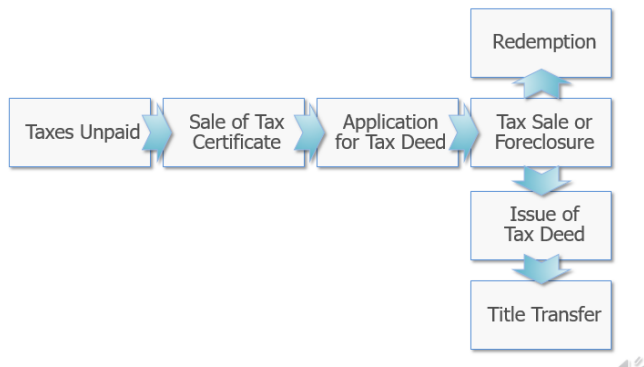 Redemption
Taxes Unpaid
Sale of Tax
Certificate
Application
for Tax Deed
Tax Sale or
Foreclosure
Issue of
Tax Deed
Title Transfer